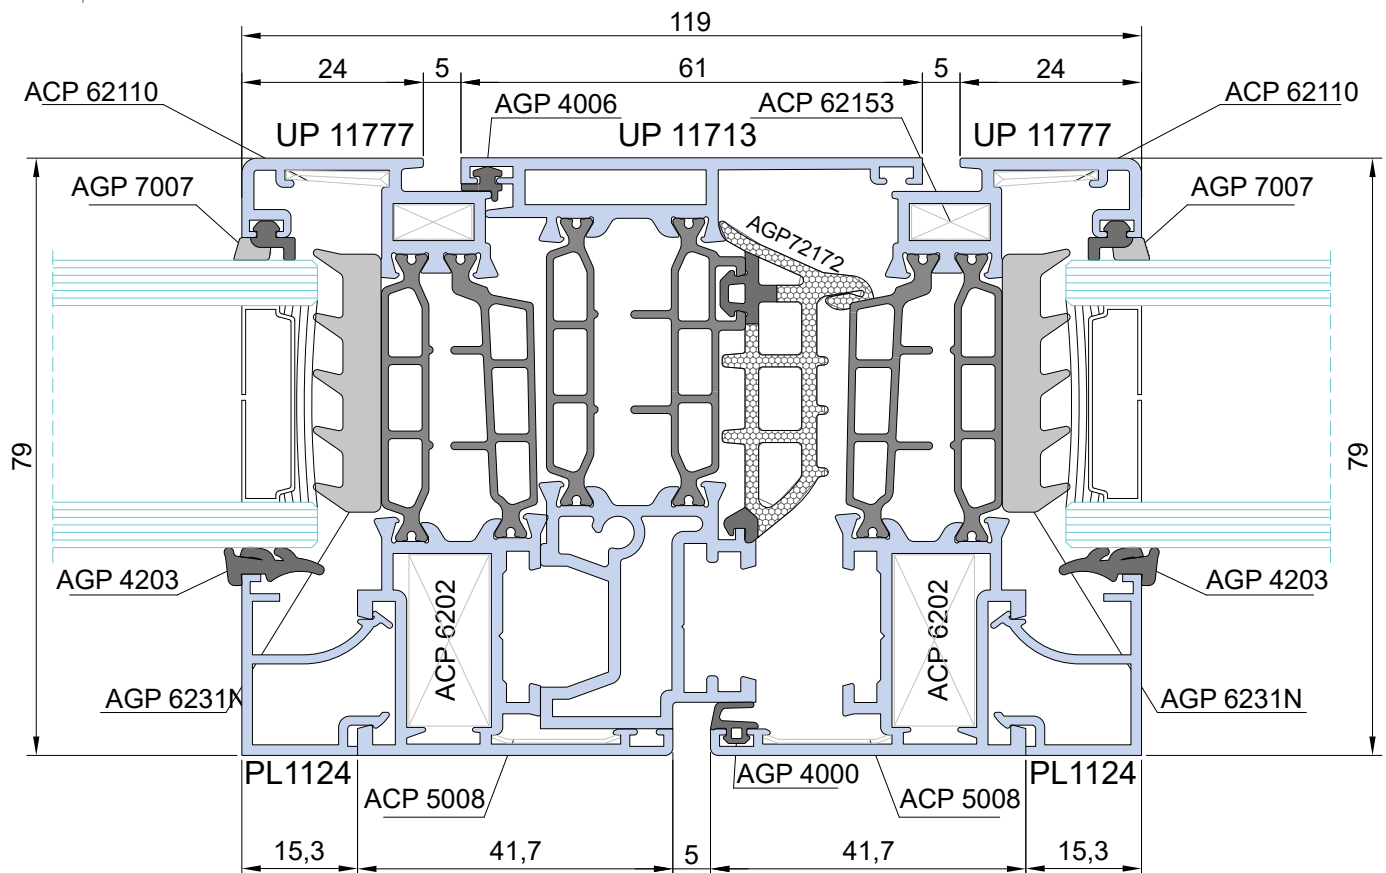 119
24
5
61
5
24
ACP 62110
AGP 4006
ACP 62153
ACP 62110
UP 11777
UP 11713
UP 11777
AGP 7007
AGP 7007
AGP72172
79
79
AGP 4203
AGP 4203
ACP 6202
ACP 6202
AGP 6231N
AGP 6231N
PL1124
AGP 4000
PL1124
ACP 5008
ACP 5008
15,3
41,7
5
41,7
15,3